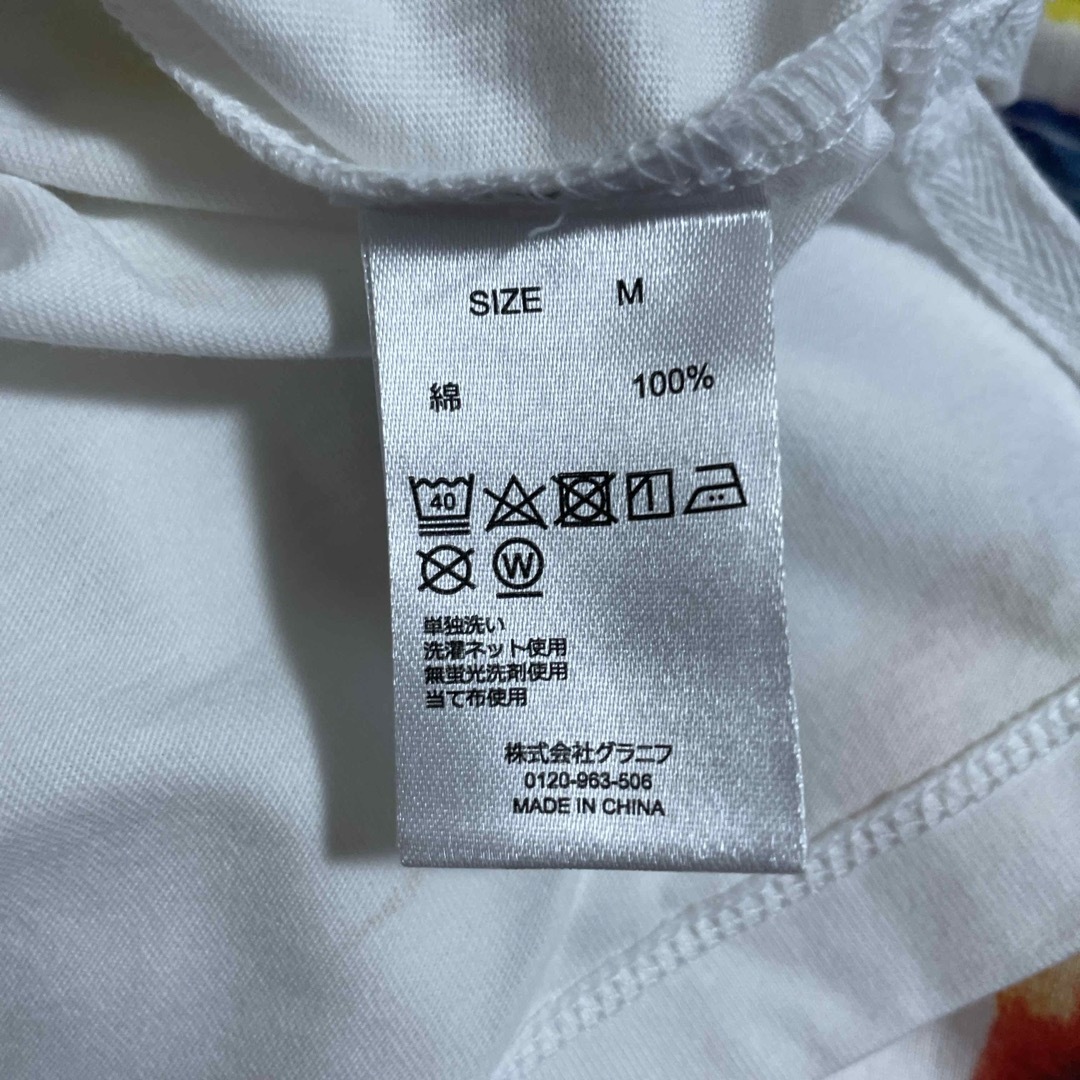 SIZE M
綿 100%
40
W
単独洗い
洗濯ネット使用
無蛍光洗剤使用
当て布使用
株式会社グラニフ
0120-963-506
MADE IN CHINA